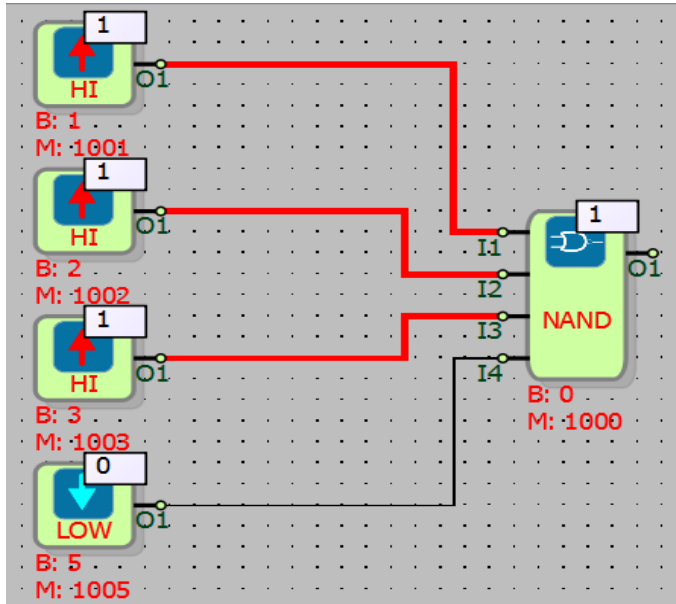 1
HI
O1
B: 1
M: 1001
1
HI
O1
B: 2
M: 1002
1
HI
O1
B: 3
M: 1003
0
LOW
O1
B: 5
M: 1005
1
I1
I2
I3
I4
NAND
O1
B: 0
M: 1000